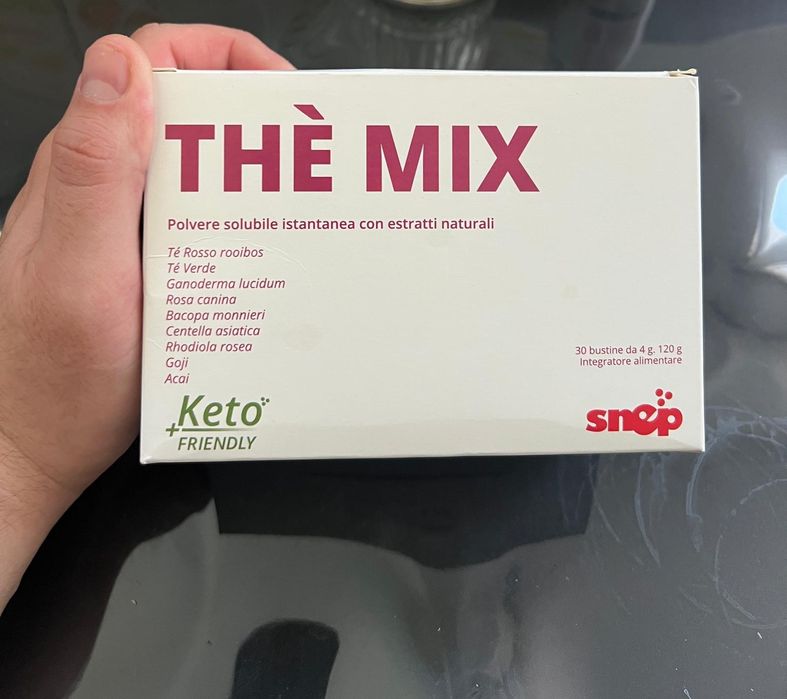 THÈ MIX
Polvere solubile istantanea con estratti naturali
Té Rosso rooibos
Té Verde
Ganoderma lucidum
Rosa canina
Bacopa monnieri
Centella asiatica
Rhodiola rosea
Goji
Acai
30 bustine da 4 g. 120 g
Integratore alimentare
+Keto
FRIENDLY
snep